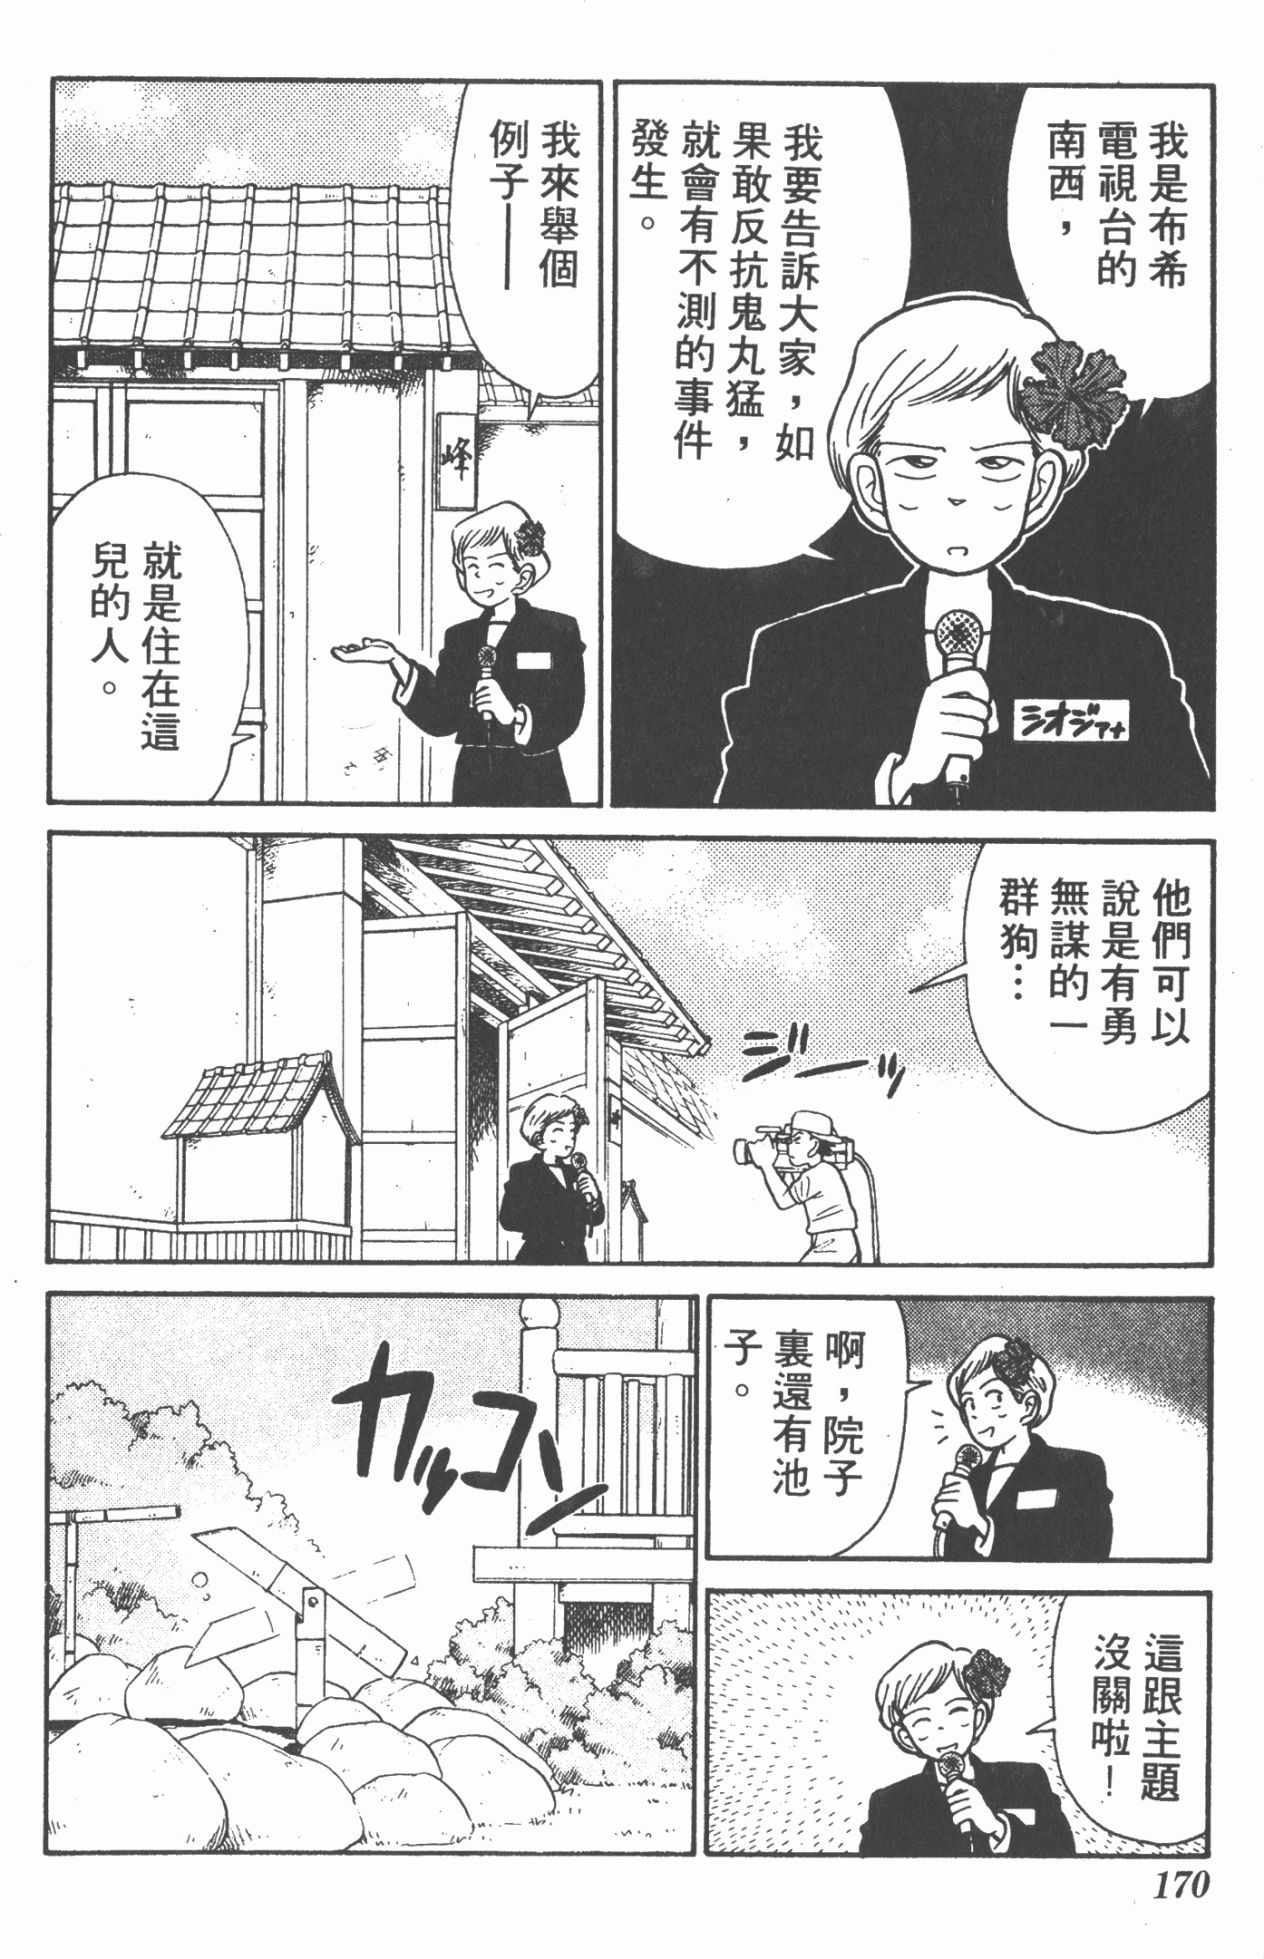 我是布希
電視台的
南西，
我要告訴大家，如
果敢反抗鬼丸猛，
就會有不測的事件
發生。
シオジアナ
我來舉個
例子——
峰
就是住在這
兒的人。
他們可以
說是有勇
無謀的一
群狗…
ジーッ
啊，院子
裏還有池
子。
カッコーン
這跟主題
沒關啦！
170